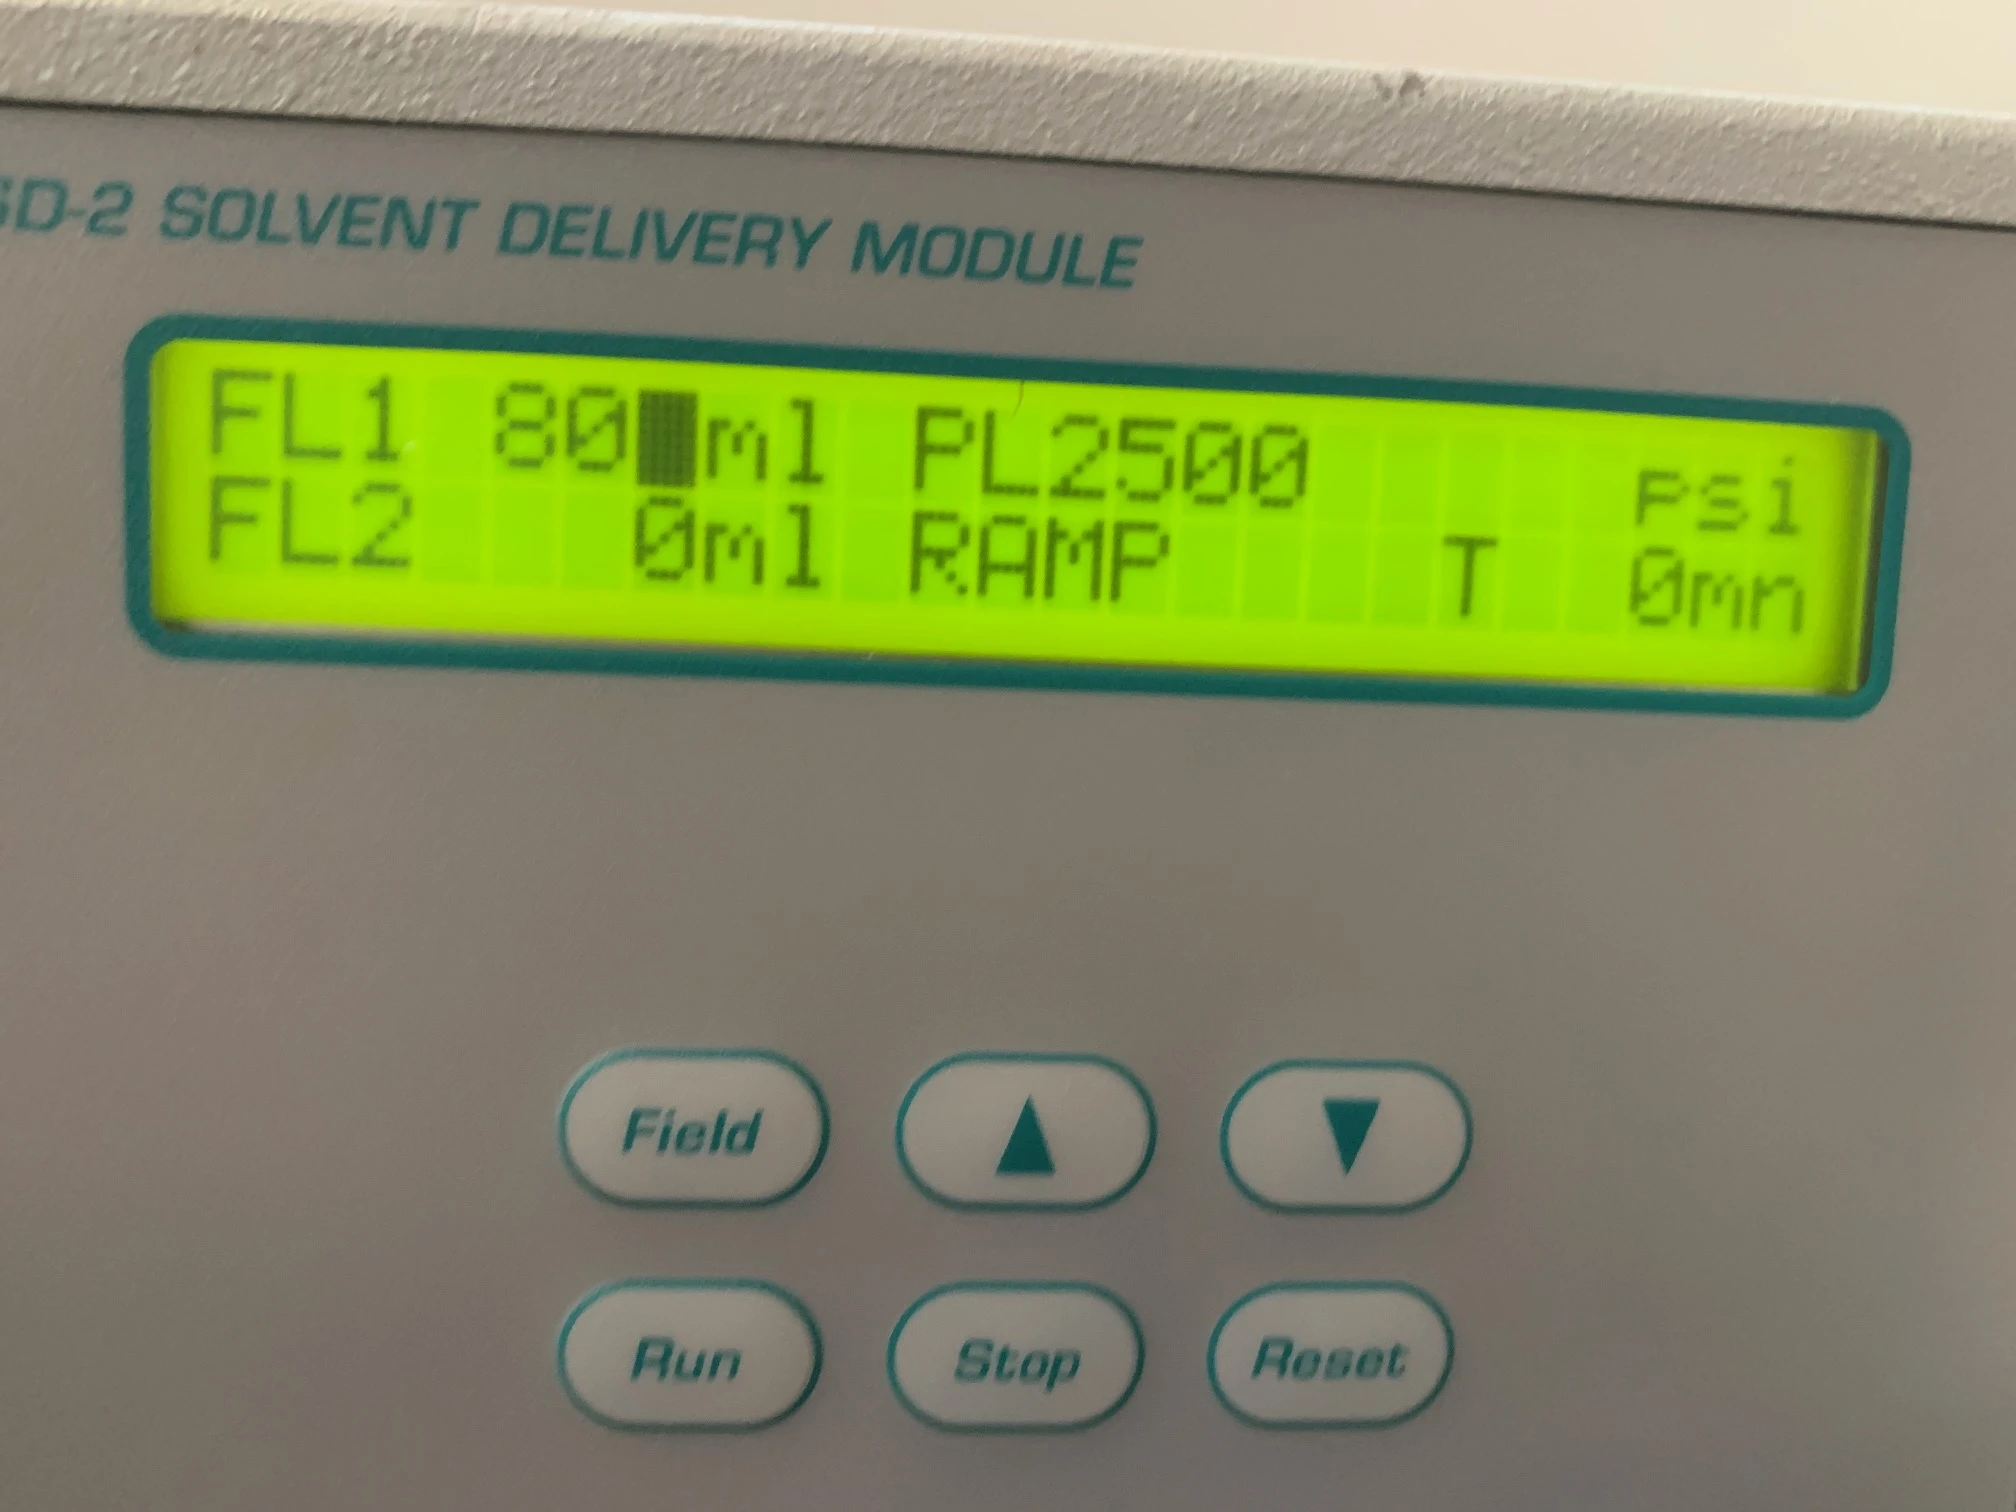 SD-2 SOLVENT DELIVERY MODULE
FL1 80 ml PL2500 psi
FL2 0ml RAMP T 0mn
Field ▲ ▼
Run Stop Reset